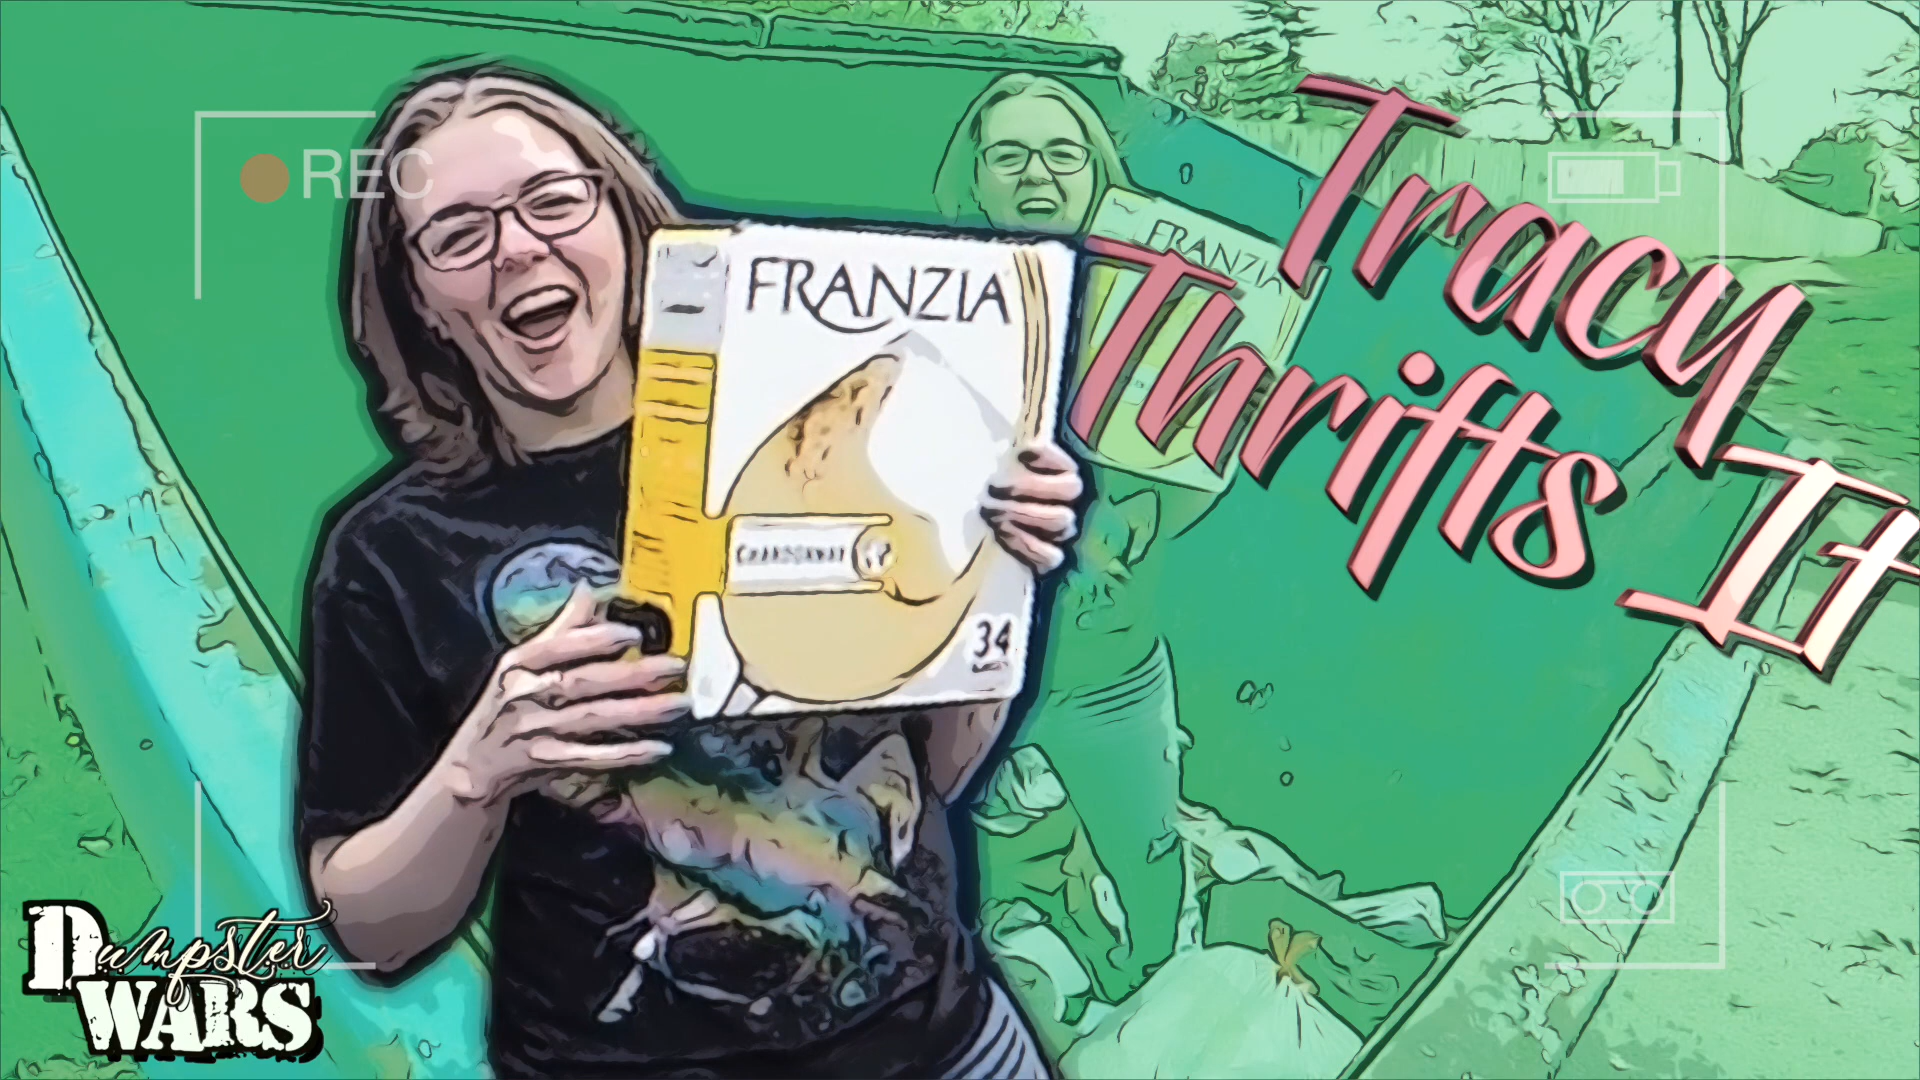 REC
FRANZIA
CHARDONNAY
34
FRANZIA
Tracy
Thrifts It
Dumpster
WARS